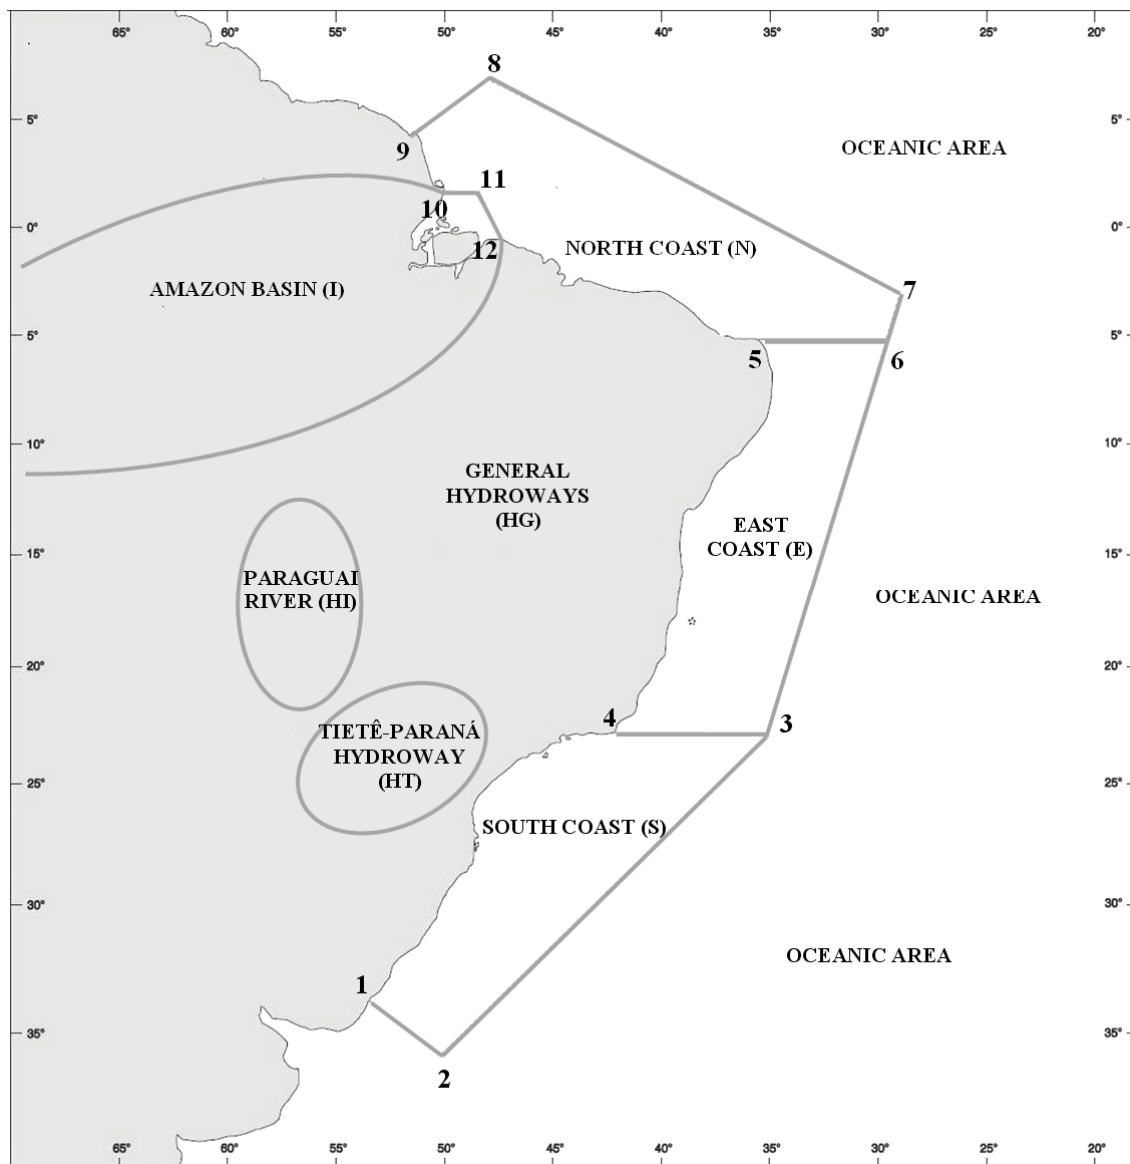 65° 60° 55° 50° 45° 40° 35° 30° 25° 20°
8
5° 5°
9
OCEANIC AREA
11
10
0° 0°
12
NORTH COAST (N)
AMAZON BASIN (I)
7
5° 5°
5
6
10° 10°
GENERAL
HYDROWAYS
(HG)
EAST
COAST (E)
15° 15°
PARAGUAI
RIVER (HI)
OCEANIC AREA
20° 20°
4
3
TIETÊ-PARANÁ
HYDROWAY
(HT)
25° 25°
SOUTH COAST (S)
30° 30°
OCEANIC AREA
1
35° 35°
2
65° 60° 55° 50° 45° 40° 35° 30° 25° 20°